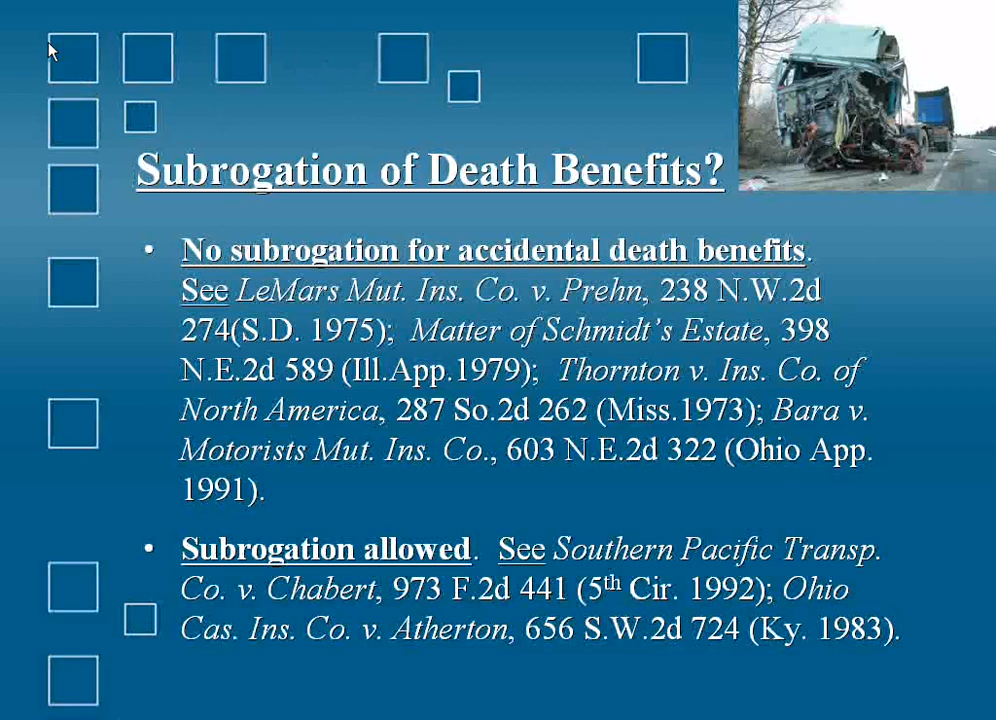 Subrogation of Death Benefits?
• No subrogation for accidental death benefits.
See LeMars Mut. Ins. Co. v. Prehn, 238 N.W.2d
274(S.D. 1975); Matter of Schmidt's Estate, 398
N.E.2d 589 (Ill.App.1979); Thornton v. Ins. Co. of
North America, 287 So.2d 262 (Miss.1973); Bara v.
Motorists Mut. Ins. Co., 603 N.E.2d 322 (Ohio App.
1991).
• Subrogation allowed. See Southern Pacific Transp.
Co. v. Chabert, 973 F.2d 441 (5th Cir. 1992); Ohio
Cas. Ins. Co. v. Atherton, 656 S.W.2d 724 (Ky. 1983).